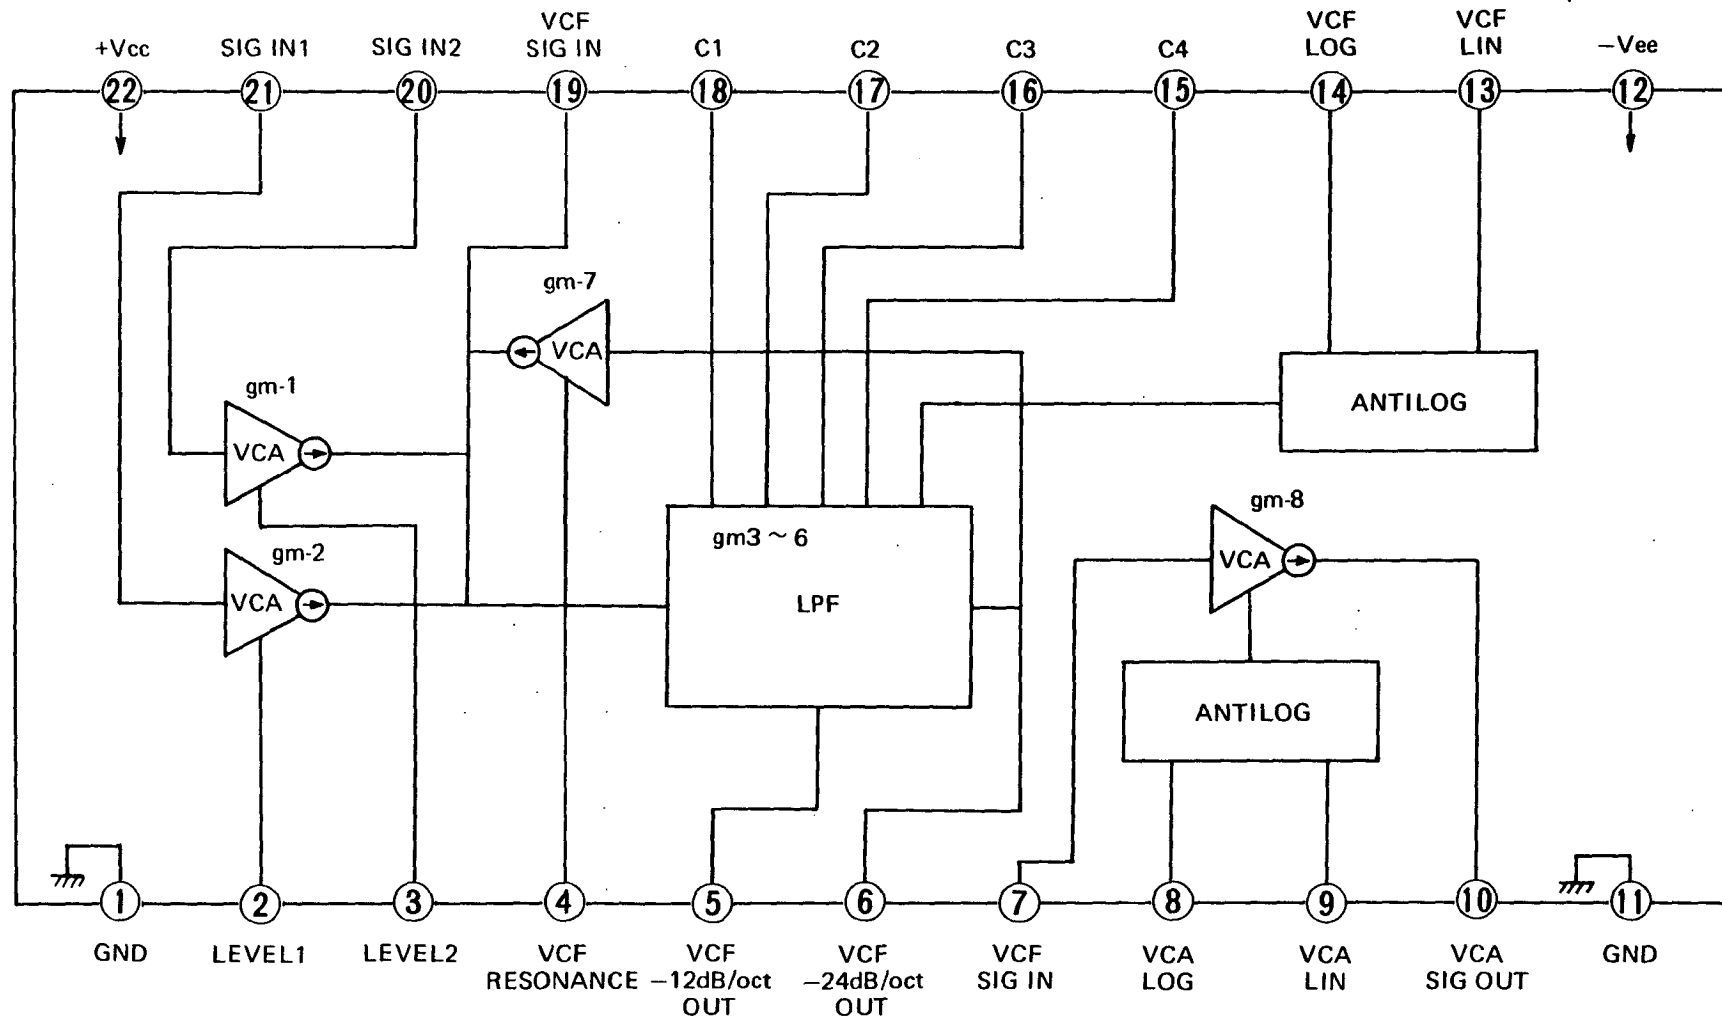 +Vcc
SIG IN1
SIG IN2
VCF
SIG IN
C1
C2
C3
C4
VCF
LOG
VCF
LIN
−Vee
22
21
20
19
18
17
16
15
14
13
12
gm-7
VCA
gm-1
VCA
ANTILOG
gm-2
VCA
gm3 ~ 6
LPF
gm-8
VCA
ANTILOG
1
2
3
4
5
6
7
8
9
10
11
GND
LEVEL1
LEVEL2
VCF
RESONANCE
VCF
−12dB/oct
OUT
VCF
−24dB/oct
OUT
VCF
SIG IN
VCA
LOG
VCA
LIN
VCA
SIG OUT
GND